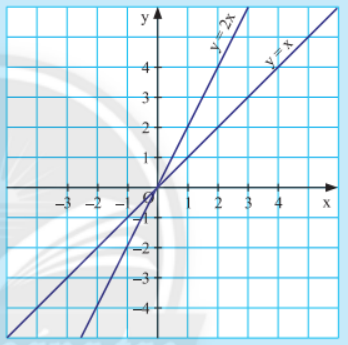 y
y = 2x
y = x
4
3
2
1
O
–3 –2 –1 1 2 3 4 x
–1
–2
–3
–4